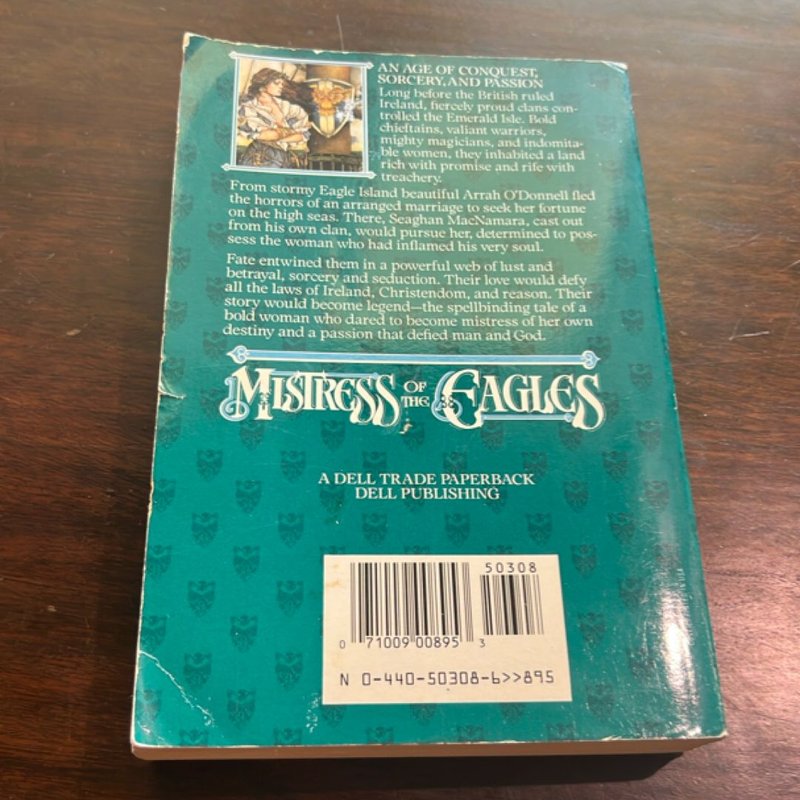 AN AGE OF CONQUEST,
SORCERY, AND PASSION
Long before the British ruled
Ireland, fiercely proud clans con-
trolled the Emerald Isle. Bold
chieftains, valiant warriors,
mighty magicians, and indomita-
ble women, they inhabited a land
rich with promise and rife with
treachery.
From stormy Eagle Island beautiful Arrah O'Donnell fled
the horrors of an arranged marriage to seek her fortune
on the high seas. There, Seaghan MacNamara, cast out
from his own clan, would pursue her, determined to pos-
sess the woman who had inflamed his very soul.
Fate entwined them in a powerful web of lust and
betrayal, sorcery and seduction. Their love would defy
all the laws of Ireland, Christendom, and reason. Their
story would become legend—the spellbinding tale of a
bold woman who dared to become mistress of her own
destiny and a passion that defied man and God.
MISTRESS OF THE EAGLES
A DELL TRADE PAPERBACK
DELL PUBLISHING
50308
0 71009 00895 3
N 0-440-50308-6>>895